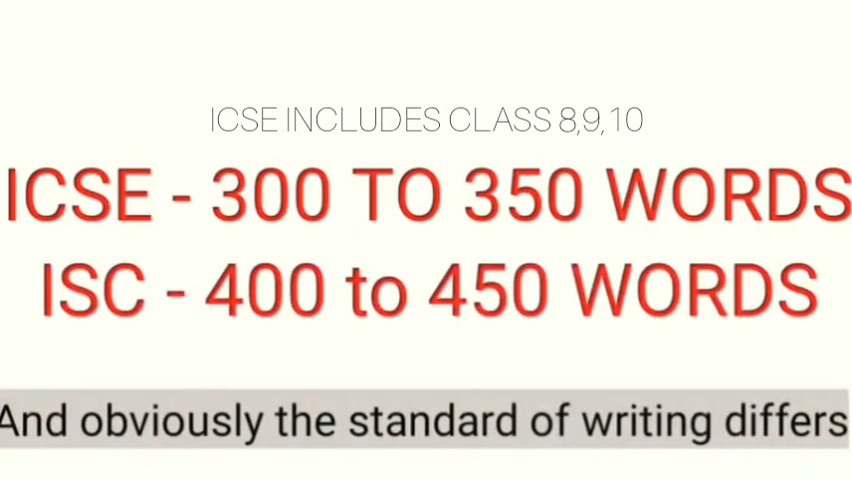 ICSE INCLUDES CLASS 8,9,10
ICSE - 300 TO 350 WORDS
ISC - 400 to 450 WORDS
And obviously the standard of writing differs